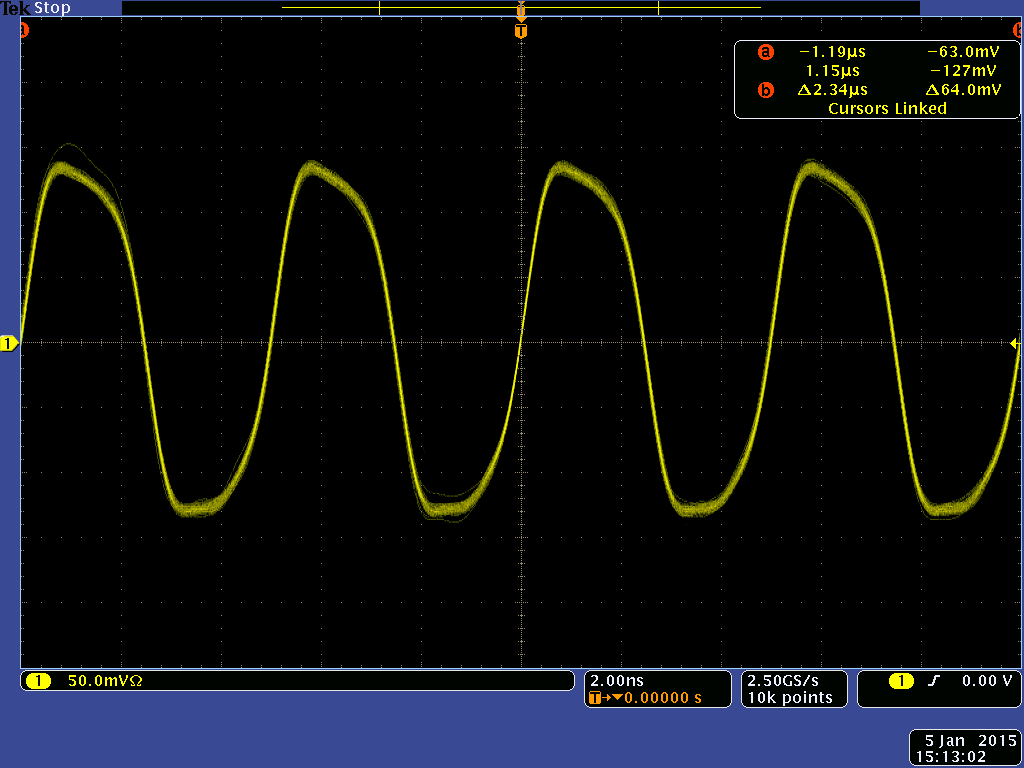 Tek Stop
T
T
a b
a −1.19µs −63.0mV
1.15µs −127mV
b Δ2.34µs Δ64.0mV
Cursors Linked
1
1 50.0mVΩ
2.00ns
T→▼0.00000 s
2.50GS/s
10k points
1 0.00 V
5 Jan 2015
15:13:02